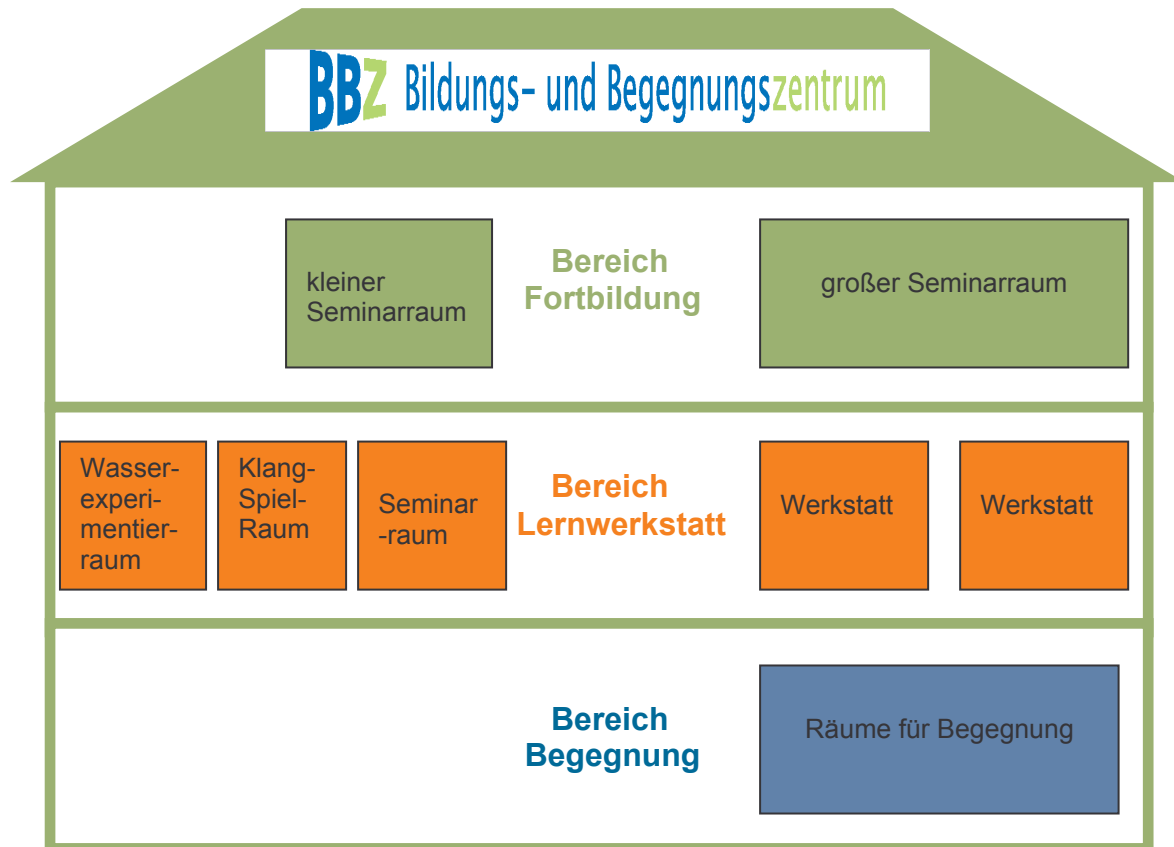 BBZ Bildungs- und Begegnungszentrum
kleiner
Seminarraum
Bereich
Fortbildung
großer Seminarraum
Wasser-
experi-
mentier-
raum
Klang-
Spiel-
Raum
Seminar
-raum
Bereich
Lernwerkstatt
Werkstatt
Werkstatt
Bereich
Begegnung
Räume für Begegnung